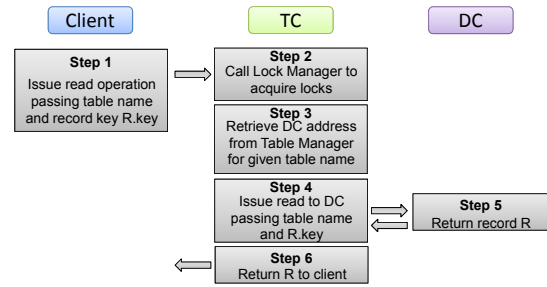 Client
TC
DC
Step 1
Issue read operation
passing table name
and record key R.key
Step 2
Call Lock Manager to
acquire locks
Step 3
Retrieve DC address
from Table Manager
for given table name
Step 4
Issue read to DC
passing table name
and R.key
Step 5
Return record R
Step 6
Return R to client